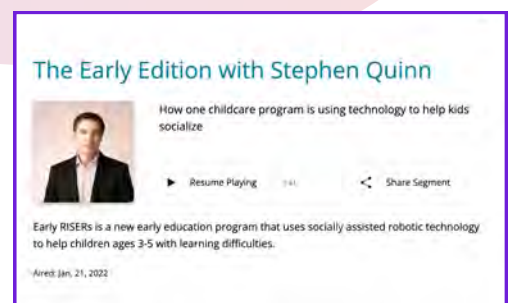 The Early Edition with Stephen Quinn
How one childcare program is using technology to help kids
socialize
Resume Playing
Share Segment
Early RISERs is a new early education program that uses socially assisted robotic technology
to help children ages 3-5 with learning difficulties.
Aired: Jan. 21, 2022